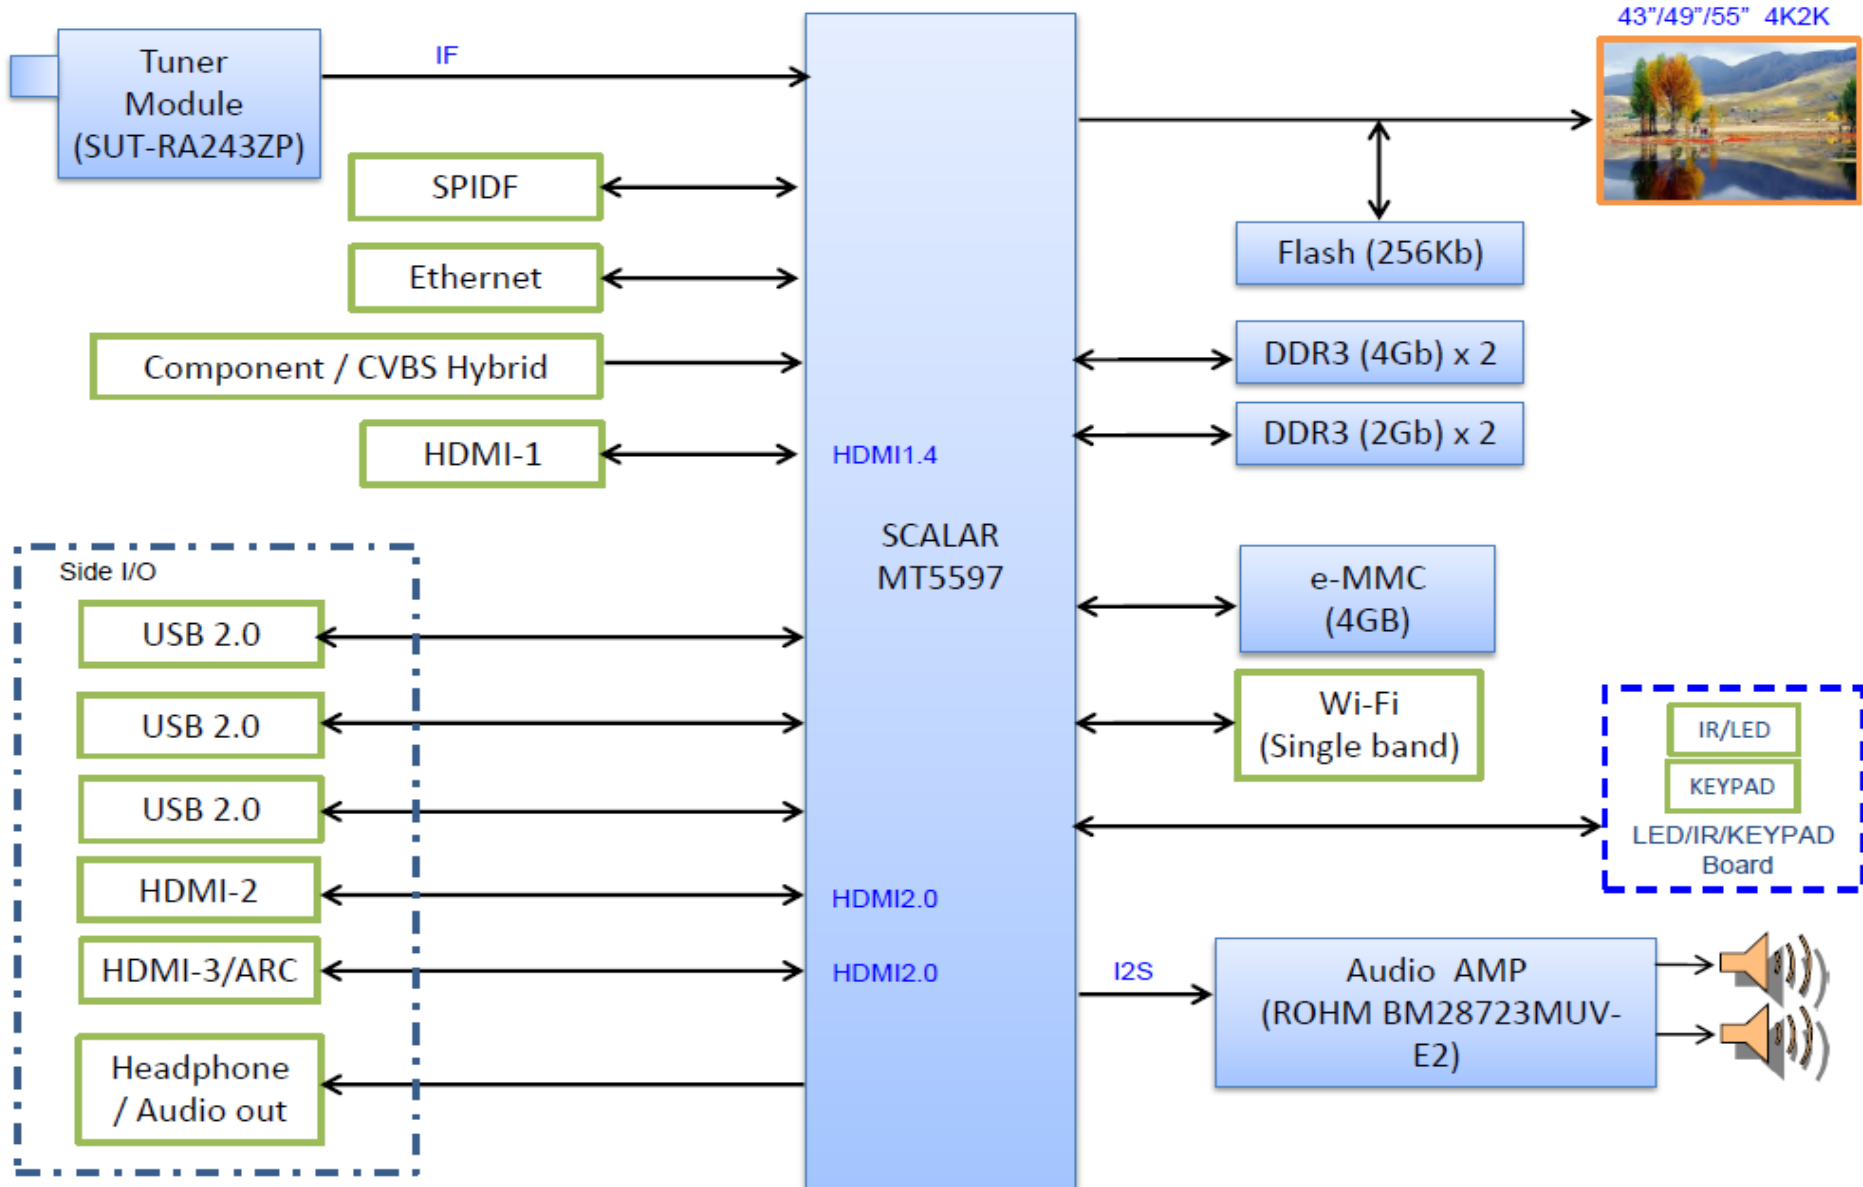 43"/49"/55" 4K2K
Tuner
Module
(SUT-RA243ZP)
IF
SPIDF
Ethernet
Component / CVBS Hybrid
HDMI-1
HDMI1.4
SCALAR
MT5597
Flash (256Kb)
DDR3 (4Gb) x 2
DDR3 (2Gb) x 2
e-MMC
(4GB)
Wi-Fi
(Single band)
IR/LED
KEYPAD
LED/IR/KEYPAD
Board
Side I/O
USB 2.0
USB 2.0
USB 2.0
HDMI-2
HDMI2.0
HDMI-3/ARC
HDMI2.0
Headphone
/ Audio out
I2S
Audio AMP
(ROHM BM28723MUV-
E2)